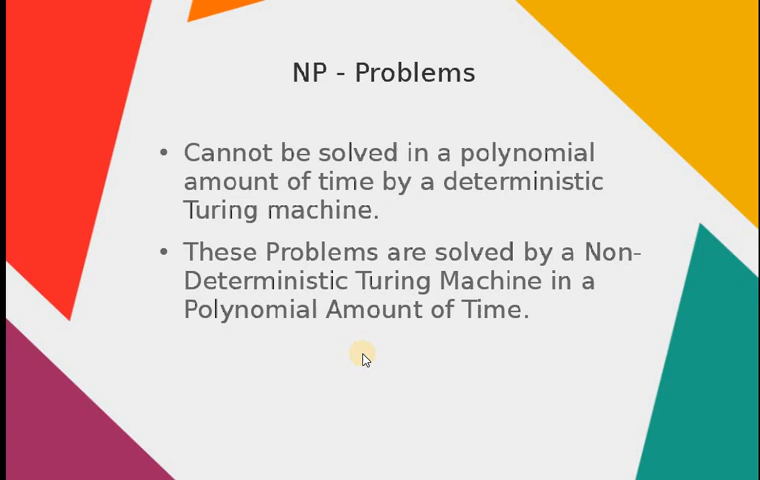 NP - Problems
• Cannot be solved in a polynomial
amount of time by a deterministic
Turing machine.
• These Problems are solved by a Non-
Deterministic Turing Machine in a
Polynomial Amount of Time.